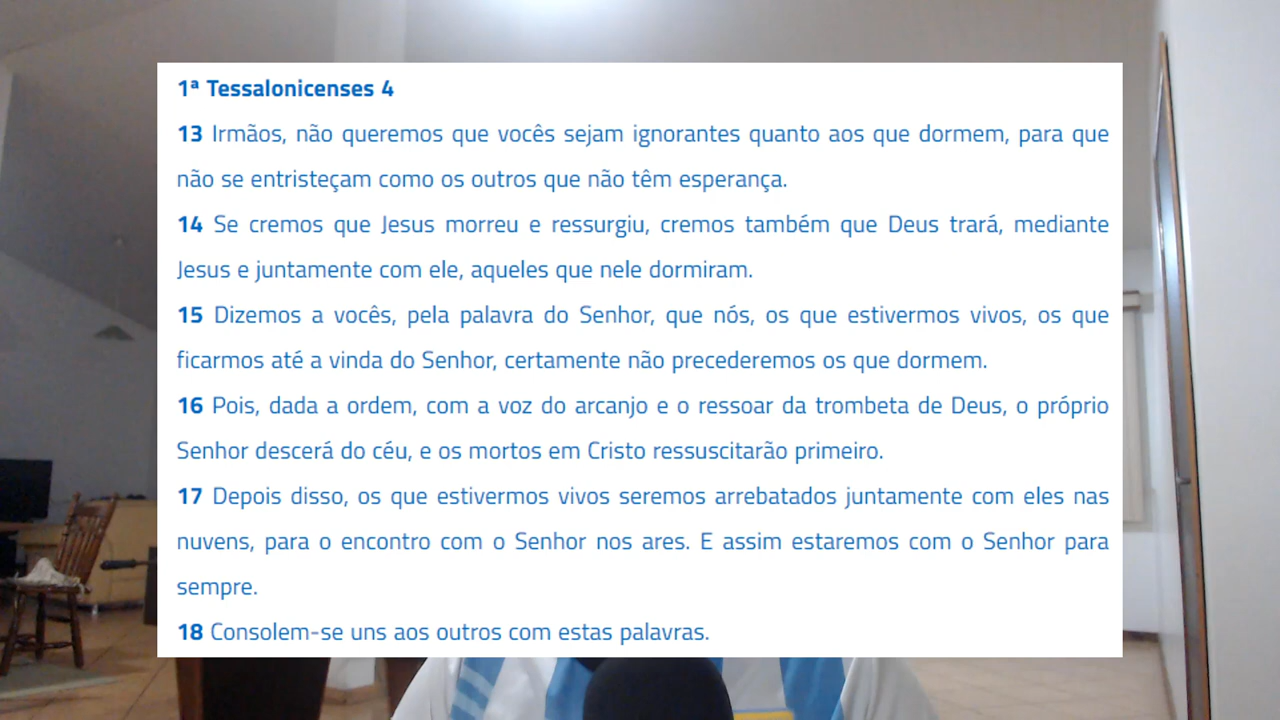 1ª Tessalonicenses 4
13 Irmãos, não queremos que vocês sejam ignorantes quanto aos que dormem, para que
não se entristeçam como os outros que não têm esperança.
14 Se cremos que Jesus morreu e ressurgiu, cremos também que Deus trará, mediante
Jesus e juntamente com ele, aqueles que nele dormiram.
15 Dizemos a vocês, pela palavra do Senhor, que nós, os que estivermos vivos, os que
ficarmos até a vinda do Senhor, certamente não precederemos os que dormem.
16 Pois, dada a ordem, com a voz do arcanjo e o ressoar da trombeta de Deus, o próprio
Senhor descerá do céu, e os mortos em Cristo ressuscitarão primeiro.
17 Depois disso, os que estivermos vivos seremos arrebatados juntamente com eles nas
nuvens, para o encontro com o Senhor nos ares. E assim estaremos com o Senhor para
sempre.
18 Consolem-se uns aos outros com estas palavras.